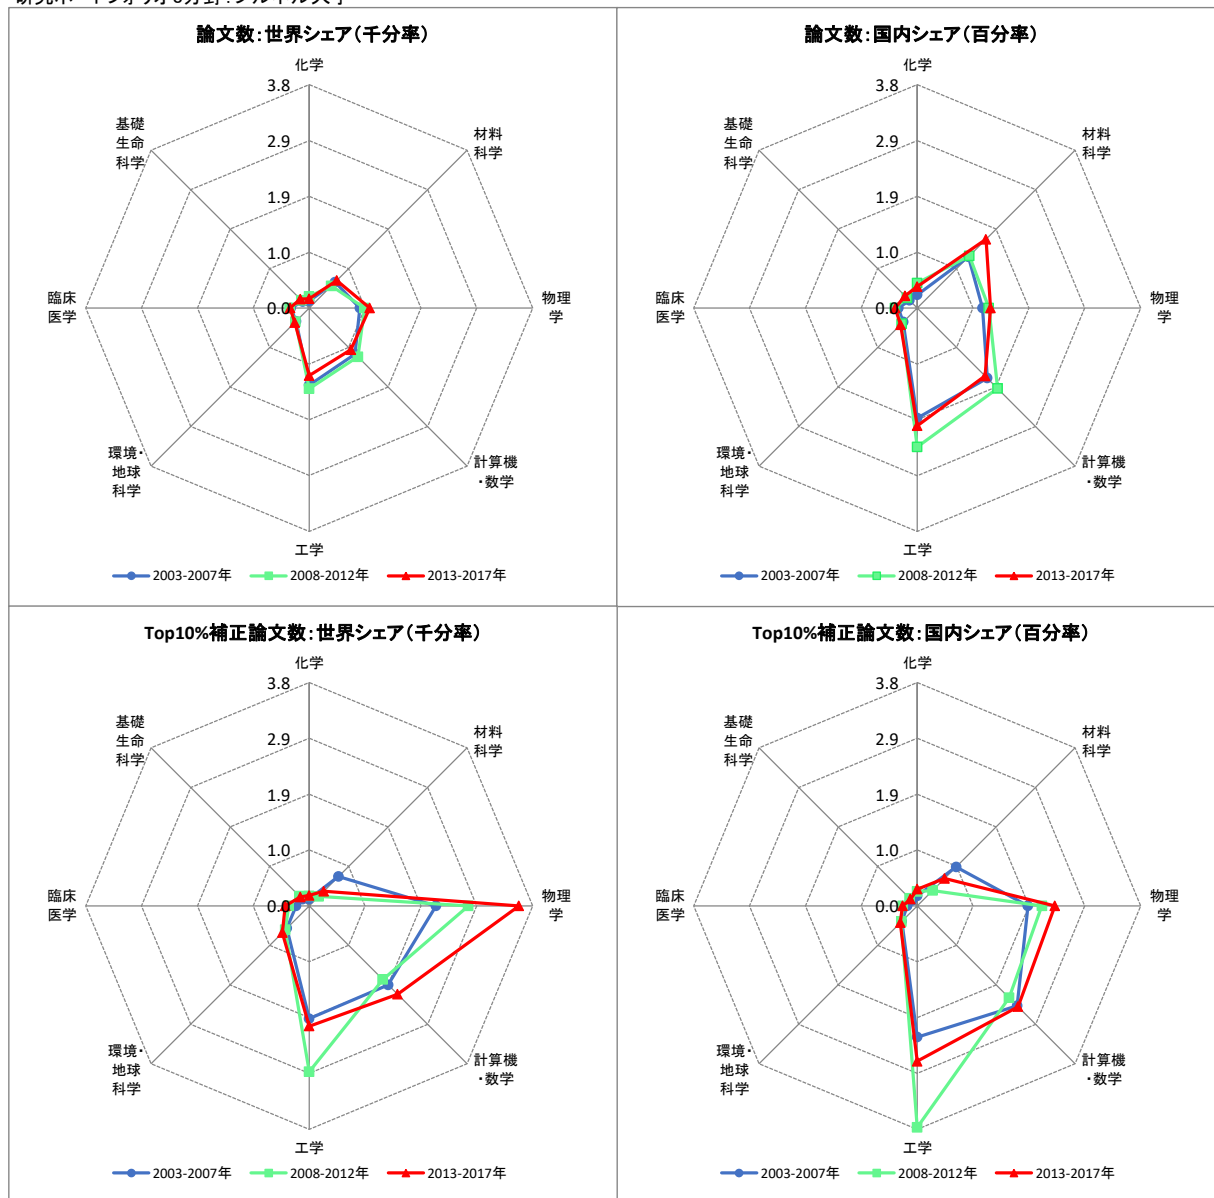 論文数：世界シェア（千分率）
化学
3.8
2.9
1.9
1.0
0.0
材料
科学
物理
学
計算機
・数学
工学
環境・
地球
科学
臨床
医学
基礎
生命
科学
2003-2007年 2008-2012年 2013-2017年
論文数：国内シェア（百分率）
化学
3.8
2.9
1.9
1.0
0.0
材料
科学
物理
学
計算機
・数学
工学
環境・
地球
科学
臨床
医学
基礎
生命
科学
2003-2007年 2008-2012年 2013-2017年
Top10%補正論文数：世界シェア（千分率）
化学
3.8
2.9
1.9
1.0
0.0
材料
科学
物理
学
計算機
・数学
工学
環境・
地球
科学
臨床
医学
基礎
生命
科学
2003-2007年 2008-2012年 2013-2017年
Top10%補正論文数：国内シェア（百分率）
化学
3.8
2.9
1.9
1.0
0.0
材料
科学
物理
学
計算機
・数学
工学
環境・
地球
科学
臨床
医学
基礎
生命
科学
2003-2007年 2008-2012年 2013-2017年